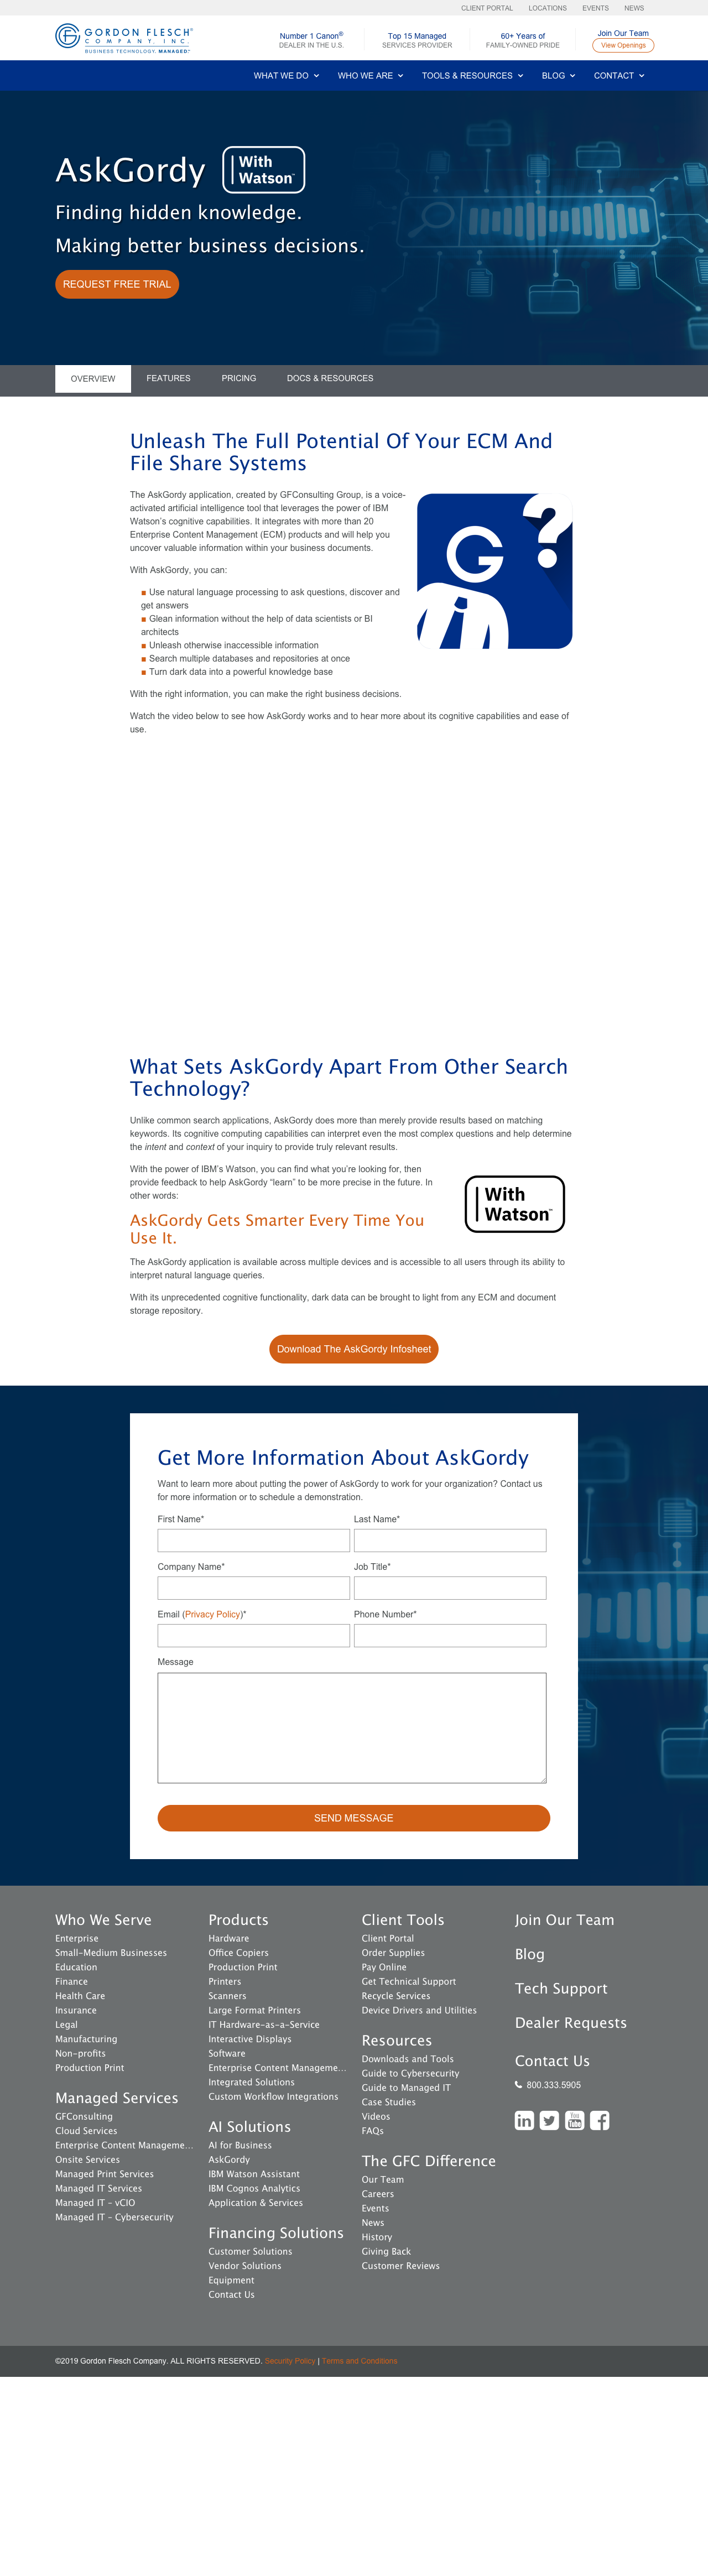 CLIENT PORTAL LOCATIONS EVENTS NEWS
GORDON FLESCH®
COMPANY, INC.
BUSINESS TECHNOLOGY. MANAGED.®
Number 1 Canon®
DEALER IN THE U.S.
Top 15 Managed
SERVICES PROVIDER
60+ Years of
FAMILY-OWNED PRIDE
Join Our Team
View Openings
WHAT WE DO WHO WE ARE TOOLS & RESOURCES BLOG CONTACT
AskGordy
With
Watson™
Finding hidden knowledge.
Making better business decisions.
REQUEST FREE TRIAL
OVERVIEW FEATURES PRICING DOCS & RESOURCES
Unleash The Full Potential Of Your ECM And
File Share Systems
The AskGordy application, created by GFConsulting Group, is a voice-
activated artificial intelligence tool that leverages the power of IBM
Watson's cognitive capabilities. It integrates with more than 20
Enterprise Content Management (ECM) products and will help you
uncover valuable information within your business documents.
G?
With AskGordy, you can:
■ Use natural language processing to ask questions, discover and
get answers
■ Glean information without the help of data scientists or BI
architects
■ Unleash otherwise inaccessible information
■ Search multiple databases and repositories at once
■ Turn dark data into a powerful knowledge base
With the right information, you can make the right business decisions.
Watch the video below to see how AskGordy works and to hear more about its cognitive capabilities and ease of
use.
What Sets AskGordy Apart From Other Search
Technology?
Unlike common search applications, AskGordy does more than merely provide results based on matching
keywords. Its cognitive computing capabilities can interpret even the most complex questions and help determine
the intent and context of your inquiry to provide truly relevant results.
With the power of IBM's Watson, you can find what you're looking for, then
provide feedback to help AskGordy “learn” to be more precise in the future. In
other words:
With
Watson™
AskGordy Gets Smarter Every Time You
Use It.
The AskGordy application is available across multiple devices and is accessible to all users through its ability to
interpret natural language queries.
With its unprecedented cognitive functionality, dark data can be brought to light from any ECM and document
storage repository.
Download The AskGordy Infosheet
Get More Information About AskGordy
Want to learn more about putting the power of AskGordy to work for your organization? Contact us
for more information or to schedule a demonstration.
First Name* Last Name*
Company Name* Job Title*
Email (Privacy Policy)* Phone Number*
Message
SEND MESSAGE
Who We Serve
Enterprise
Small-Medium Businesses
Education
Finance
Health Care
Insurance
Legal
Manufacturing
Non-profits
Production Print
Managed Services
GFConsulting
Cloud Services
Enterprise Content Manageme...
Onsite Services
Managed Print Services
Managed IT Services
Managed IT - vCIO
Managed IT - Cybersecurity
Products
Hardware
Office Copiers
Production Print
Printers
Scanners
Large Format Printers
IT Hardware-as-a-Service
Interactive Displays
Software
Enterprise Content Manageme...
Integrated Solutions
Custom Workflow Integrations
AI Solutions
AI for Business
AskGordy
IBM Watson Assistant
IBM Cognos Analytics
Application & Services
Financing Solutions
Customer Solutions
Vendor Solutions
Equipment
Contact Us
Client Tools
Client Portal
Order Supplies
Pay Online
Get Technical Support
Recycle Services
Device Drivers and Utilities
Resources
Downloads and Tools
Guide to Cybersecurity
Guide to Managed IT
Case Studies
Videos
FAQs
The GFC Difference
Our Team
Careers
Events
News
History
Giving Back
Customer Reviews
Join Our Team
Blog
Tech Support
Dealer Requests
Contact Us
800.333.5905
in You Tube f
©2019 Gordon Flesch Company. ALL RIGHTS RESERVED. Security Policy | Terms and Conditions